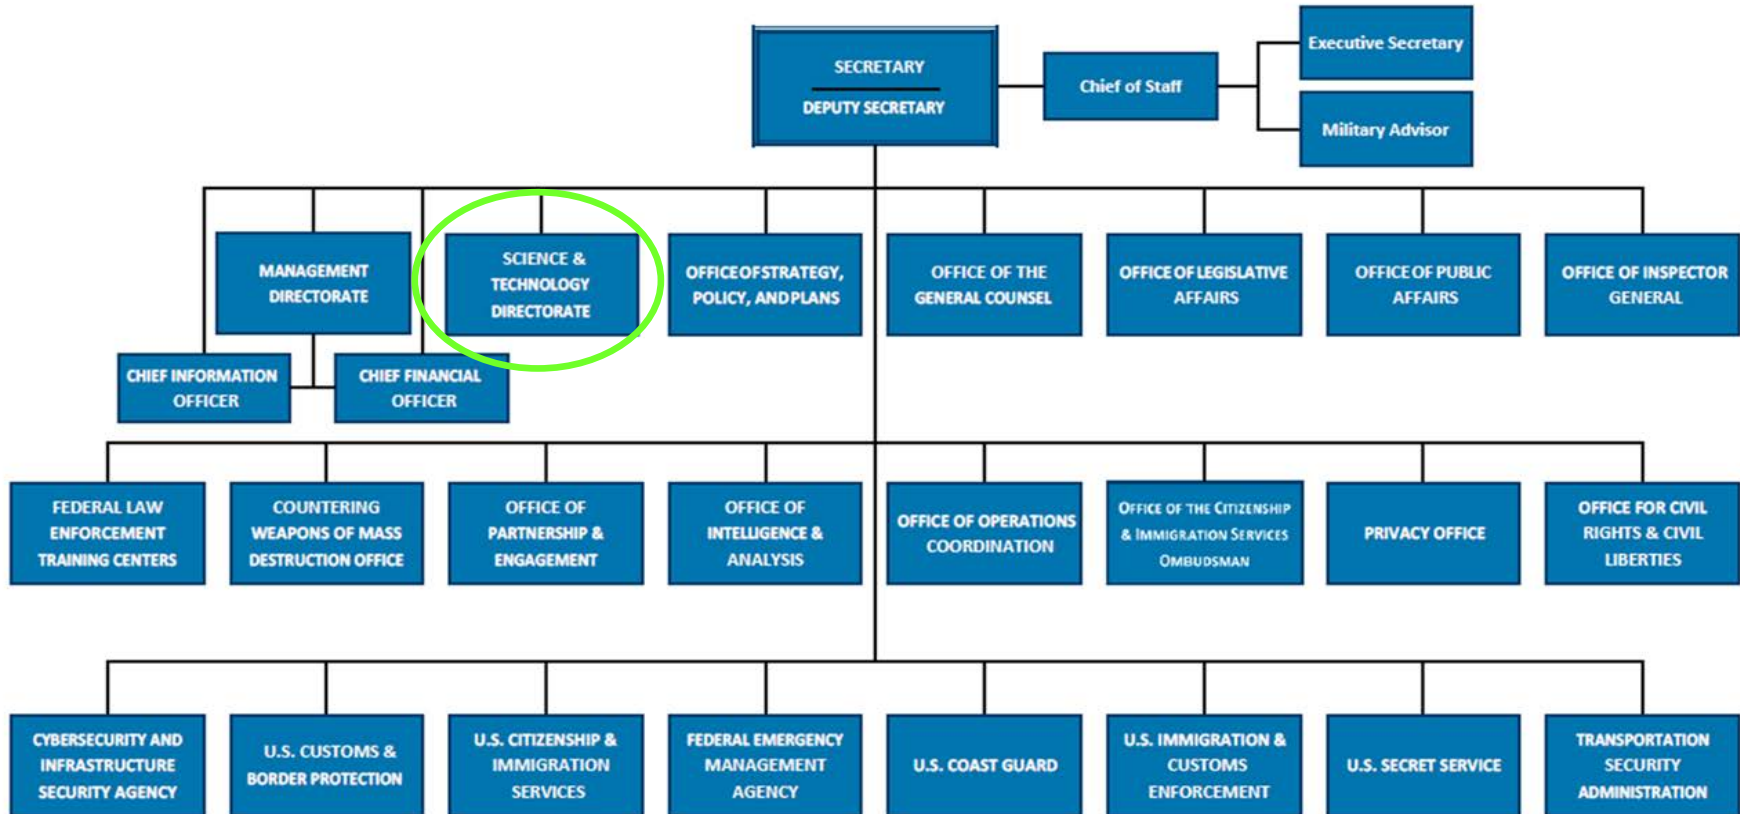 SECRETARY
DEPUTY SECRETARY
Chief of Staff
Executive Secretary
Military Advisor
MANAGEMENT
DIRECTORATE
SCIENCE &
TECHNOLOGY
DIRECTORATE
OFFICE OF STRATEGY,
POLICY, AND PLANS
OFFICE OF THE
GENERAL COUNSEL
OFFICE OF LEGISLATIVE
AFFAIRS
OFFICE OF PUBLIC
AFFAIRS
OFFICE OF INSPECTOR
GENERAL
CHIEF INFORMATION
OFFICER
CHIEF FINANCIAL
OFFICER
FEDERAL LAW
ENFORCEMENT
TRAINING CENTERS
COUNTERING
WEAPONS OF MASS
DESTRUCTION OFFICE
OFFICE OF
PARTNERSHIP &
ENGAGEMENT
OFFICE OF
INTELLIGENCE &
ANALYSIS
OFFICE OF OPERATIONS
COORDINATION
OFFICE OF THE CITIZENSHIP
& IMMIGRATION SERVICES
OMBUDSMAN
PRIVACY OFFICE
OFFICE FOR CIVIL
RIGHTS & CIVIL
LIBERTIES
CYBERSECURITY AND
INFRASTRUCTURE
SECURITY AGENCY
U.S. CUSTOMS &
BORDER PROTECTION
U.S. CITIZENSHIP &
IMMIGRATION
SERVICES
FEDERAL EMERGENCY
MANAGEMENT
AGENCY
U.S. COAST GUARD
U.S. IMMIGRATION &
CUSTOMS
ENFORCEMENT
U.S. SECRET SERVICE
TRANSPORTATION
SECURITY
ADMINISTRATION